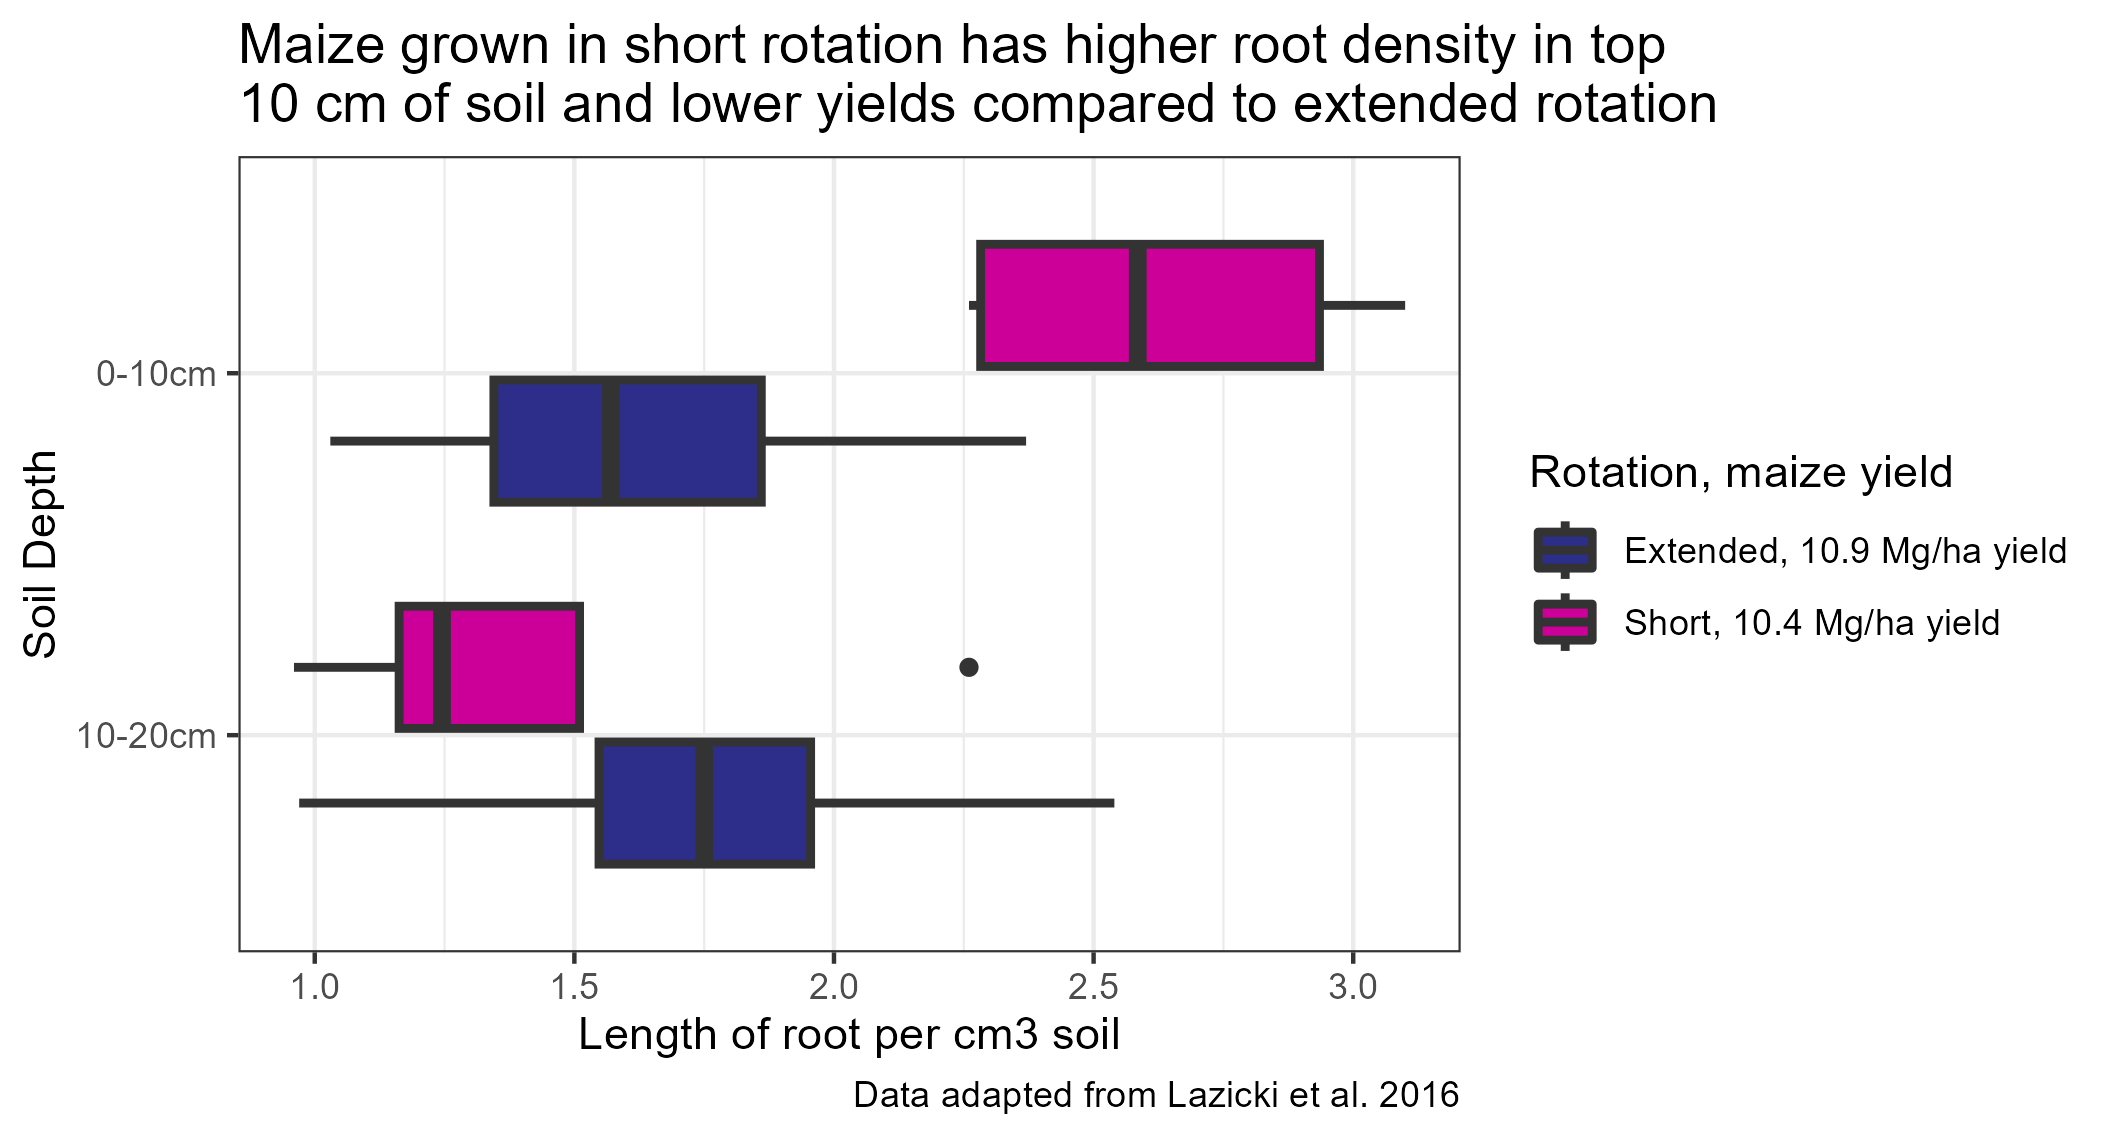 Maize grown in short rotation has higher root density in top
10 cm of soil and lower yields compared to extended rotation
Soil Depth
0-10cm
10-20cm
1.0 1.5 2.0 2.5 3.0
Length of root per cm3 soil
Rotation, maize yield
Extended, 10.9 Mg/ha yield
Short, 10.4 Mg/ha yield
Data adapted from Lazicki et al. 2016